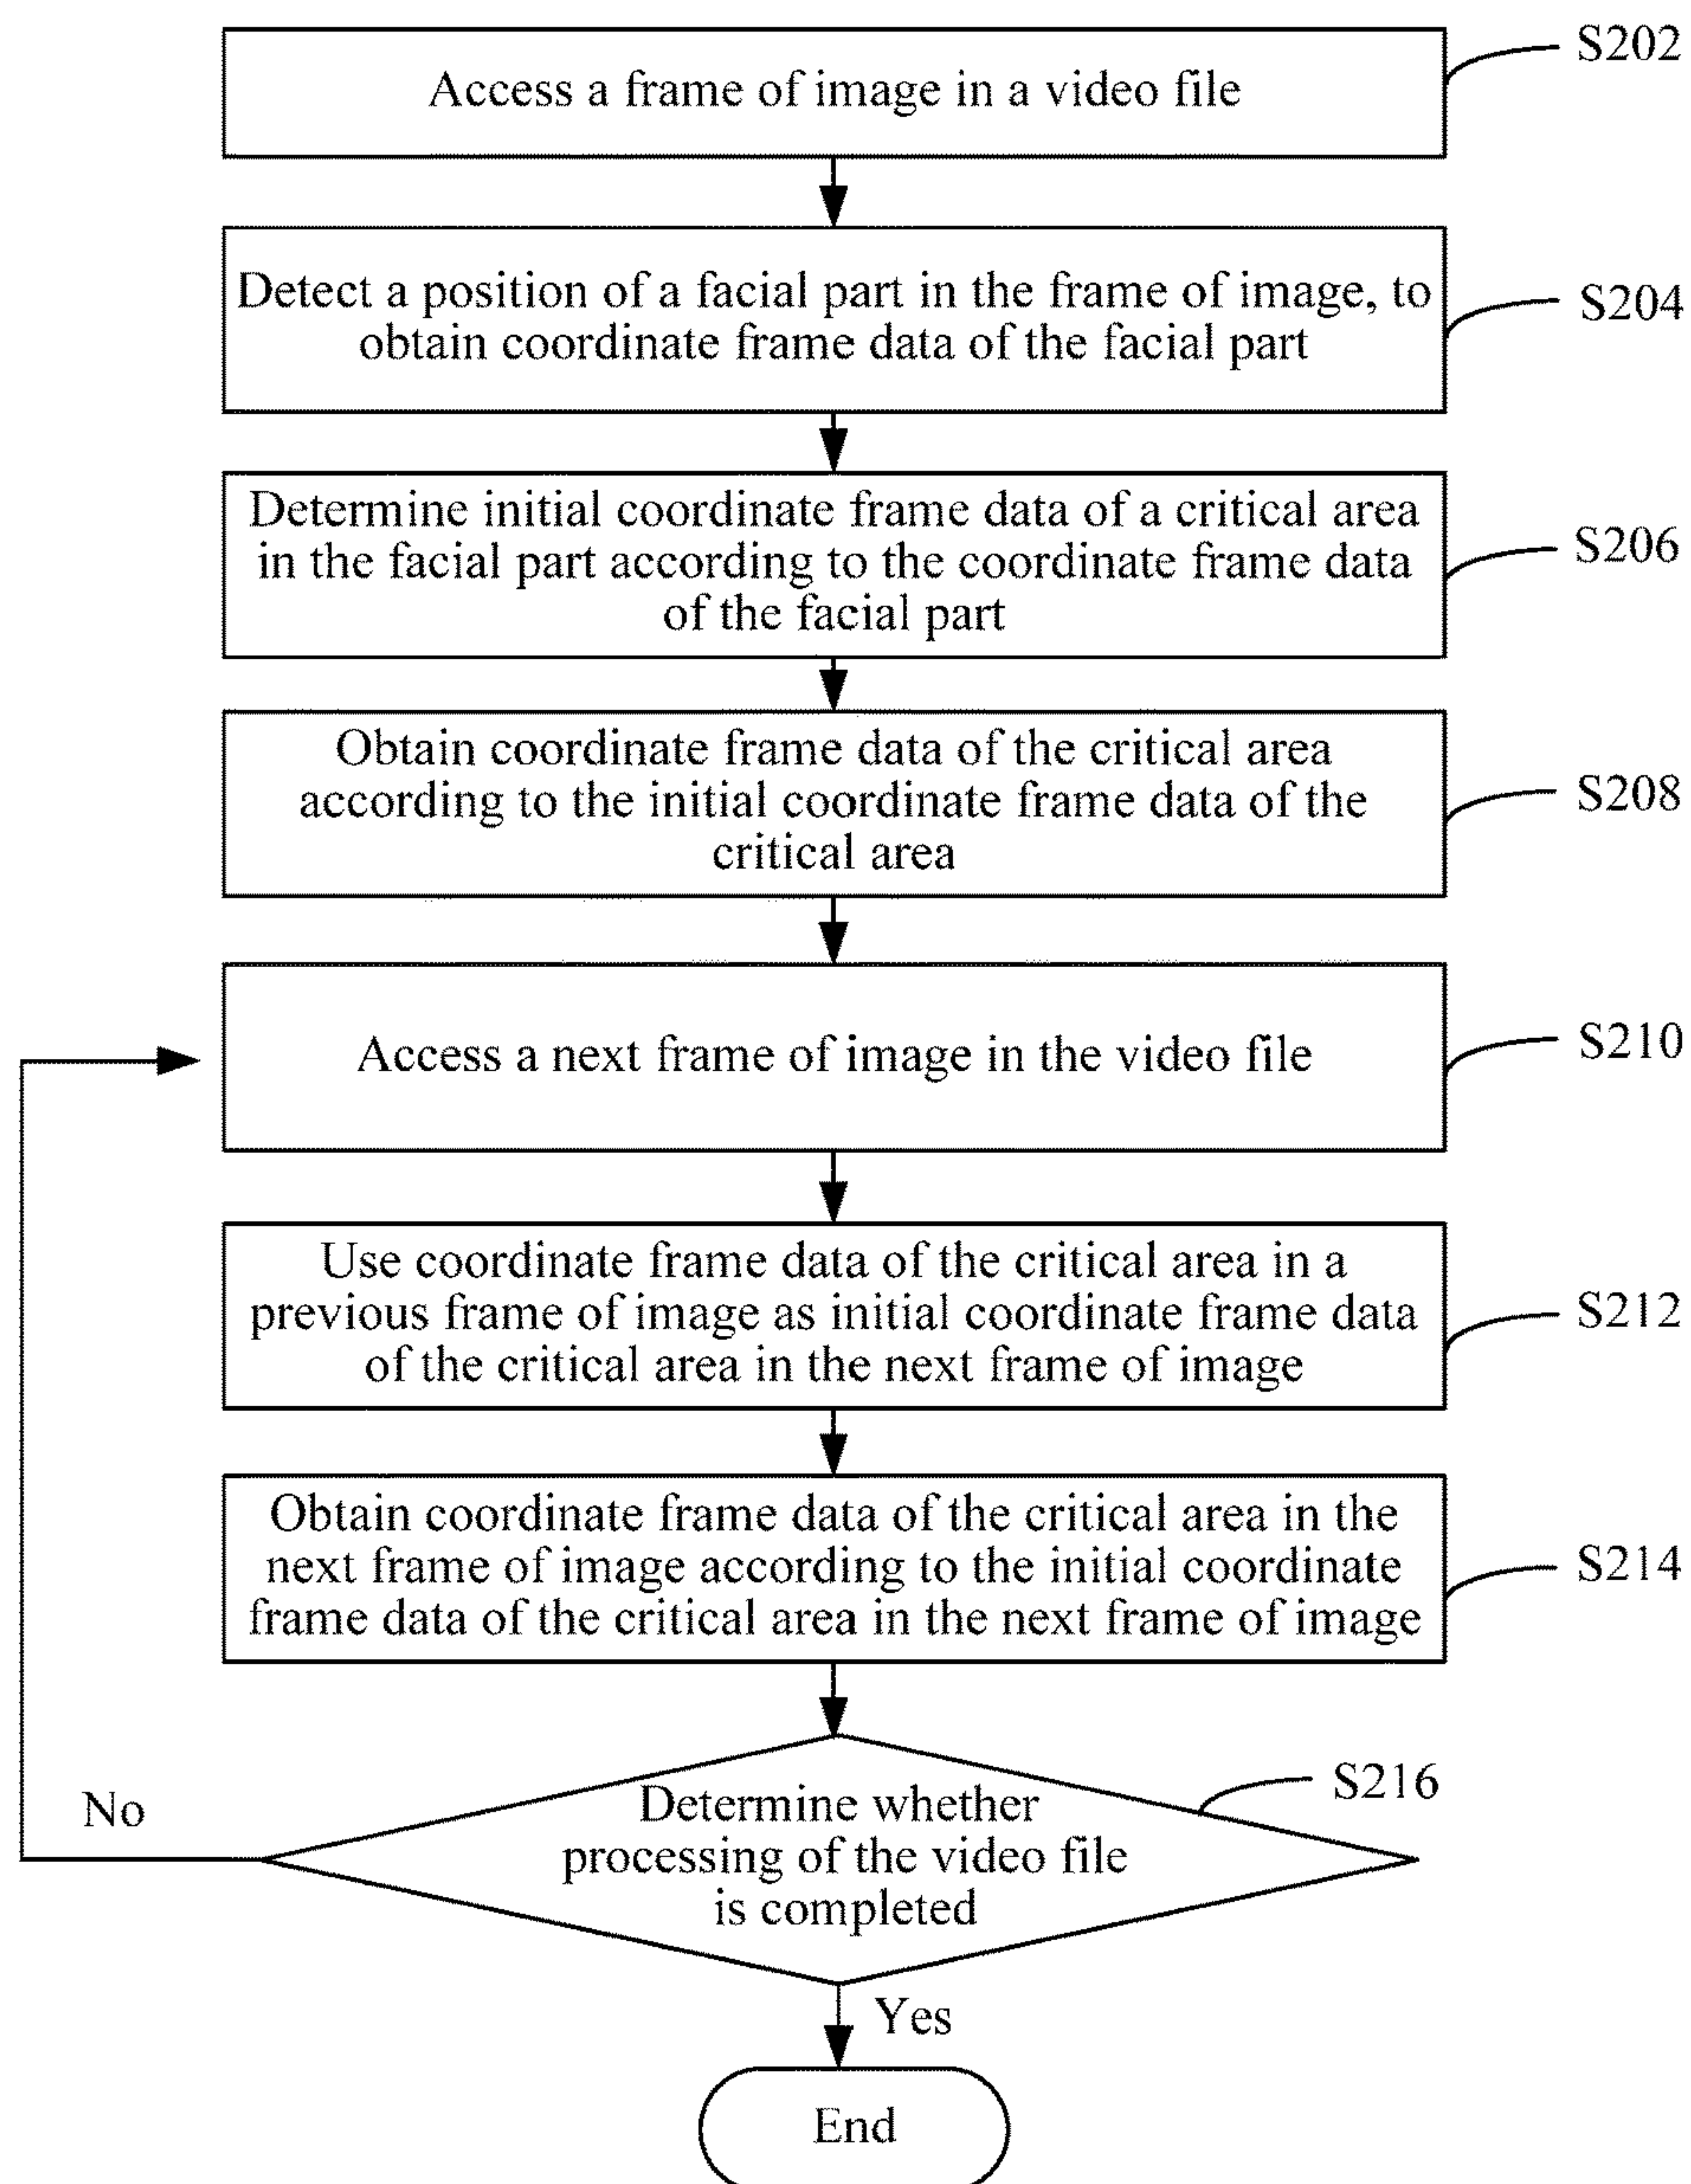 S202
Access a frame of image in a video file
Detect a position of a facial part in the frame of image, to
obtain coordinate frame data of the facial part
S204
Determine initial coordinate frame data of a critical area
in the facial part according to the coordinate frame data
of the facial part
S206
Obtain coordinate frame data of the critical area
according to the initial coordinate frame data of the
critical area
S208
Access a next frame of image in the video file
S210
Use coordinate frame data of the critical area in a
previous frame of image as initial coordinate frame data
of the critical area in the next frame of image
S212
Obtain coordinate frame data of the critical area in the
next frame of image according to the initial coordinate
frame data of the critical area in the next frame of image
S214
Determine whether
processing of the video file
is completed
S216
No
Yes
End